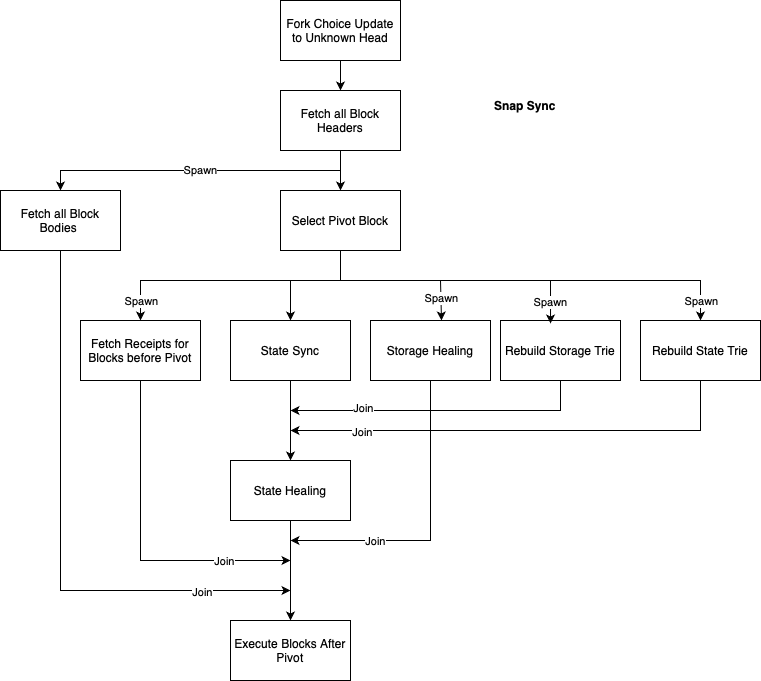 Fork Choice Update
to Unknown Head
Snap Sync
Fetch all Block
Headers
Spawn
Fetch all Block
Bodies
Select Pivot Block
Spawn
Spawn
Spawn
Spawn
Fetch Receipts for
Blocks before Pivot
State Sync
Storage Healing
Rebuild Storage Trie
Rebuild State Trie
Join
Join
State Healing
Join
Join
Join
Execute Blocks After
Pivot